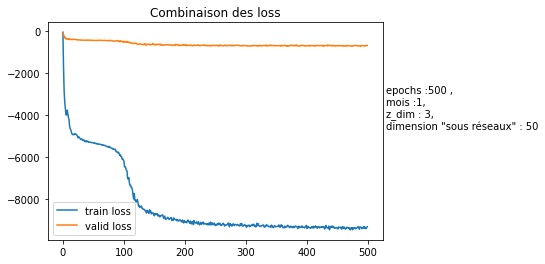 Combinaison des loss
0
−2000
−4000
−6000
−8000
train loss
valid loss
0
100
200
300
400
500
epochs :500 ,
mois :1,
z_dim : 3,
dimension "sous réseaux" : 50